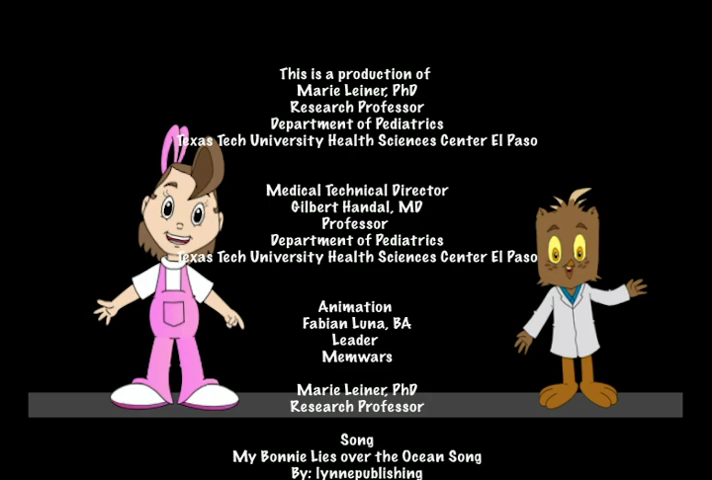 This is a production of
Marie Leiner, PhD
Research Professor
Department of Pediatrics
Texas Tech University Health Sciences Center El Paso
Medical Technical Director
Gilbert Handal, MD
Professor
Department of Pediatrics
Texas Tech University Health Sciences Center El Paso
Animation
Fabian Luna, BA
Leader
Memwars
Marie Leiner, PhD
Research Professor
Song
My Bonnie Lies over the Ocean Song
By: lynnepublishing